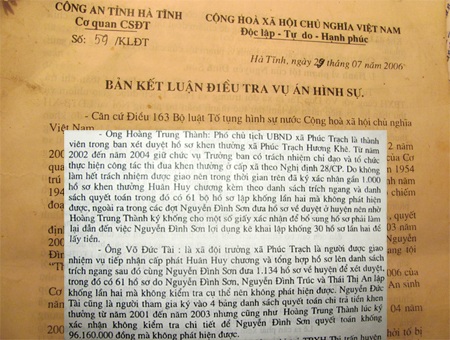 CÔNG AN TỈNH HÀ TĨNH
Cơ quan CSĐT
Số: 59 /KLĐT
CỘNG HOÀ XÃ HỘI CHỦ NGHĨA VIỆT NAM
Độc lập - Tự do - Hạnh phúc
Hà Tĩnh, ngày 29 tháng 07 năm 2006
BẢN KẾT LUẬN ĐIỀU TRA VỤ ÁN HÌNH SỰ.
- Căn cứ Điều 163 Bộ luật Tố tụng hình sự nước Cộng hoà xã hội chủ nghĩa
Việt Nam
- Ông Hoàng Trung Thành: Phó chủ tịch UBND xã Phúc Trạch là thành
viên trong ban xét duyệt hồ sơ khen thưởng xã Phúc Trạch Hương Khê. Từ năm
2002 đến năm 2004 giữ chức vụ Trưởng ban có trách nhiệm chỉ đạo và tổ chức
thực hiện công tác thi đua khen thưởng ở cấp xã theo Nghị định 28/CP. Do không
làm hết trách nhiệm được giao nên trong thời gian trên đã ký xác nhận gần 1.000
hồ sơ khen thưởng Huân Huy chương kèm theo danh sách trích ngang và danh
sách quyết toán trong đó có 61 bộ hồ sơ lập khống lần hai mà không phát hiện
được, ngoài ra trong các đợt Nguyễn Đình Sơn đưa hồ sơ về duyệt ở huyện nên nhờ
Hoàng Trung Thành ký khống cho một số giấy xác nhận để bổ sung hồ sơ phải làm
lại dẫn đến việc Nguyễn Đình Sơn lợi dụng kê khai lập khống 30 hồ sơ lần hai để
lấy tiền.
- Ông Võ Đức Tài : là xã đội trưởng xã Phúc Trạch là người được giao
nhiệm vụ tiếp nhận cấp phát Huân Huy chương và tổng hợp hồ sơ lên danh sách
trích ngang sau đó cùng Nguyễn Đình Sơn đưa 1.134 hồ sơ về huyện để xét duyệt,
trong đó có 61 hồ sơ do Nguyễn Đình Sơn, Nguyễn Đình Trúc và Thái Thị An lập
khống lần hai mà không kiểm tra cụ thể nên không phát hiện được. Nguyễn Đức
Tài cũng là người tham gia ký vào 4 bảng danh sách quyết toán chi trả tiền khen
thưởng từ năm 2001 đến năm 2003 nhưng cũng như Hoàng Trung Thành lúc ký
xác nhận không kiểm tra chi tiết để Nguyễn Đình Sơn quyết toán khống
96.160.000 đồng mà không phát hiện được.